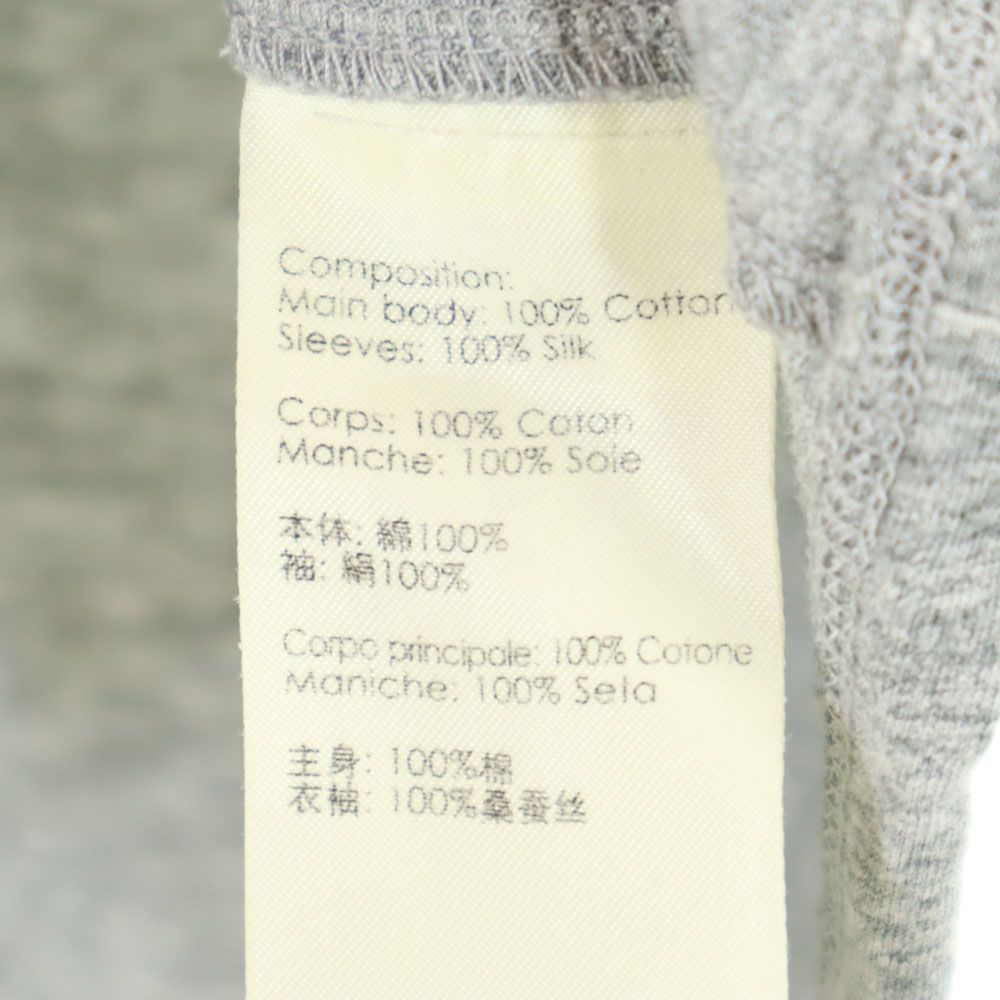 Composition:
Main body: 100% Cotton
Sleeves: 100% Silk
Corps: 100% Coton
Manche: 100% Soie
本体: 綿100%
袖: 絹100%
Corpo principale: 100% Cotone
Maniche: 100% Seta
主身: 100%棉
衣袖: 100%桑蚕丝